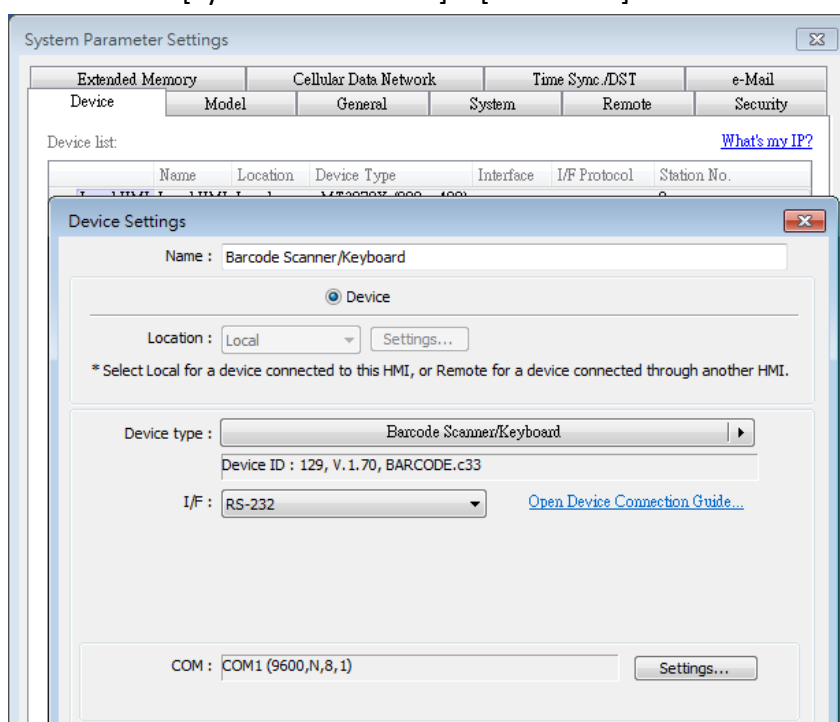 System Parameter Settings
Extended Memory Cellular Data Network Time Sync./DST e-Mail
Device Model General System Remote Security
Device list: What's my IP?
Name Location Device Type Interface I/F Protocol Station No.
Device Settings
Name : Barcode Scanner/Keyboard
Device
Location : Local Settings...
* Select Local for a device connected to this HMI, or Remote for a device connected through another HMI.
Device type : Barcode Scanner/Keyboard
Device ID : 129, V.1.70, BARCODE.c33
I/F : RS-232 Open Device Connection Guide...
COM : COM1 (9600,N,8,1) Settings...